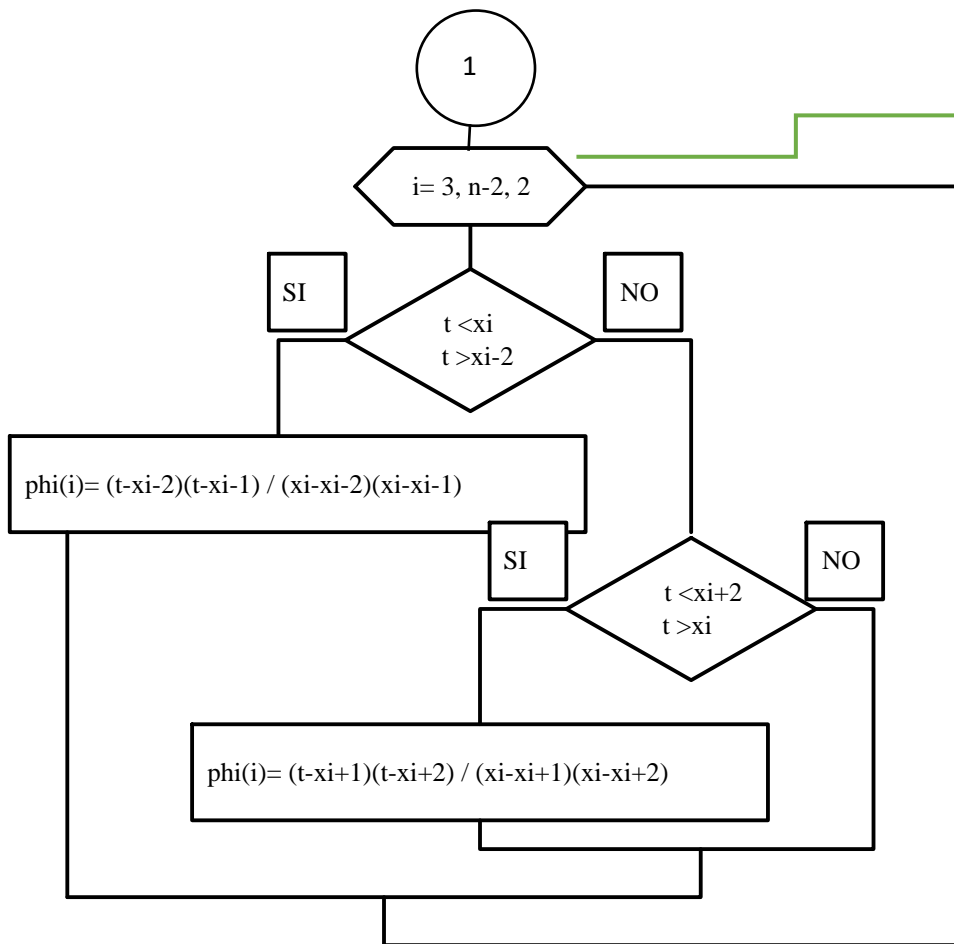 1
i= 3, n-2, 2
SI
NO
t <xi
t >xi-2
phi(i)= (t-xi-2)(t-xi-1) / (xi-xi-2)(xi-xi-1)
SI
NO
t <xi+2
t >xi
phi(i)= (t-xi+1)(t-xi+2) / (xi-xi+1)(xi-xi+2)